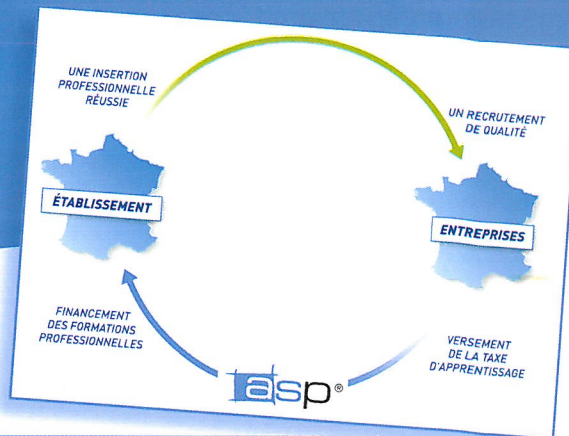 UNE INSERTION
PROFESSIONNELLE
RÉUSSIE
UN RECRUTEMENT
DE QUALITÉ
ÉTABLISSEMENT
ENTREPRISES
FINANCEMENT
DES FORMATIONS
PROFESSIONNELLES
VERSEMENT
DE LA TAXE
D'APPRENTISSAGE
asp®